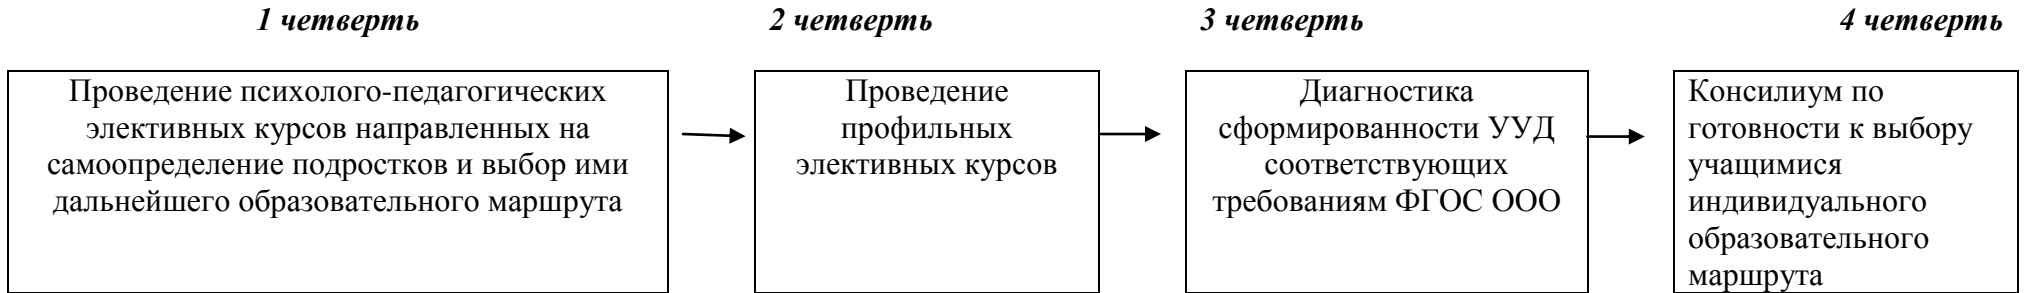 1 четверть
2 четверть
3 четверть
4 четверть
Проведение психолого-педагогических
элективных курсов направленных на
самоопределение подростков и выбор ими
дальнейшего образовательного маршрута
Проведение
профильных
элективных курсов
Диагностика
сформированности УУД
соответствующих
требованиям ФГОС ООО
Консилиум по
готовности к выбору
учащимися
индивидуального
образовательного
маршрута